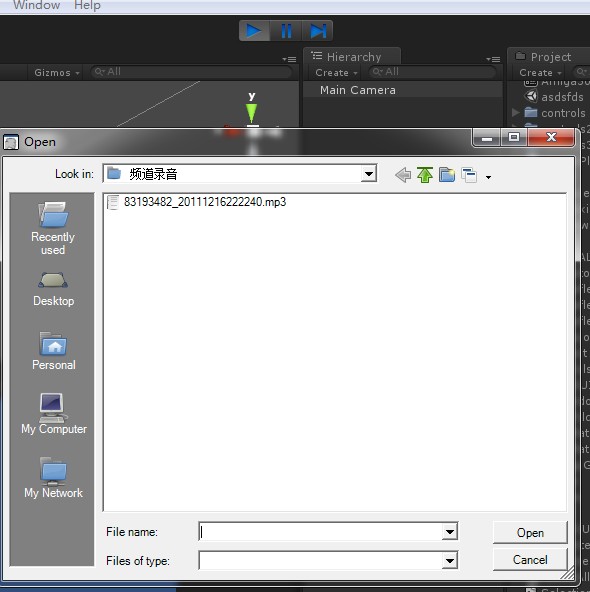 Window Help
Hierarchy
Project
Gizmos
All
Create
All
Create
y
Main Camera
asdsfds
controls
Open
Look in:
频道录音
83193482_20111216222240.mp3
Recently
used
Desktop
Personal
My Computer
My Network
File name:
Open
Files of type:
Cancel